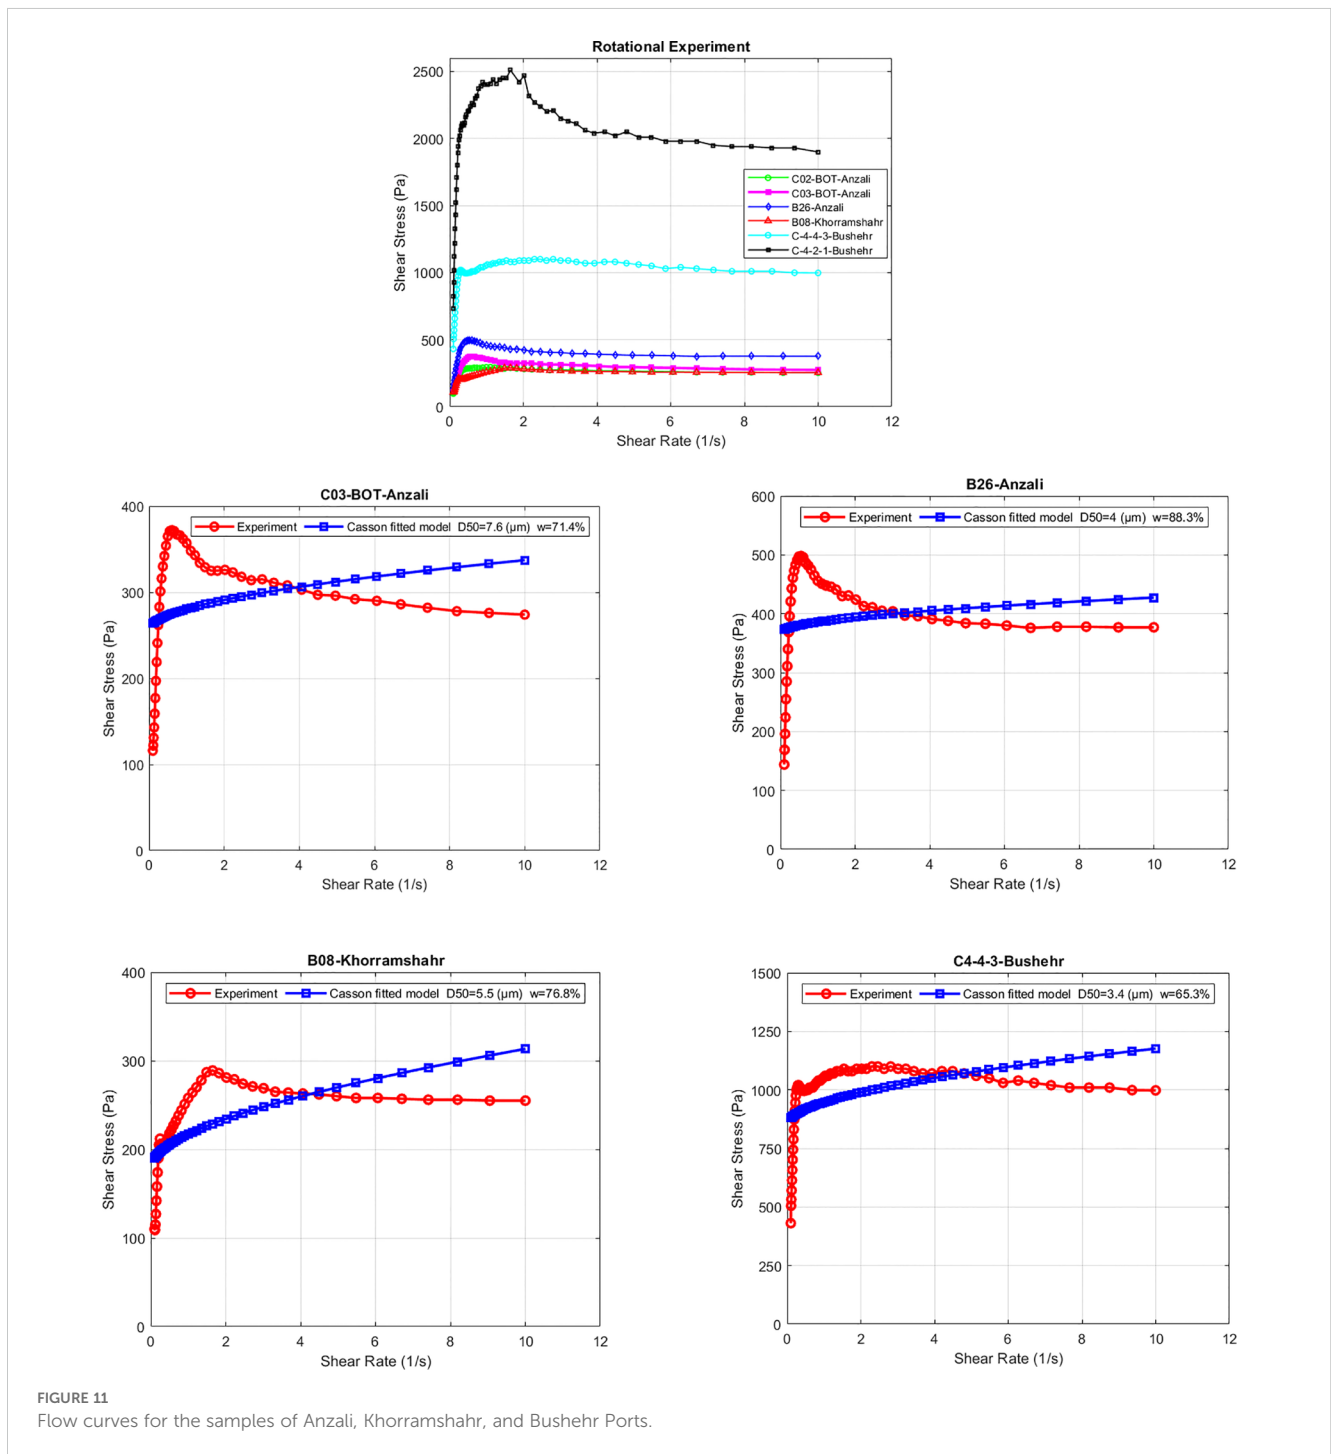 Rotational Experiment
2500
2000
1500
1000
500
0
Shear Stress (Pa)
C02-BOT-Anzali
C03-BOT-Anzali
B26-Anzali
B08-Khorramshahr
C-4-4-3-Bushehr
C-4-2-1-Bushehr
0 2 4 6 8 10 12
Shear Rate (1/s)
C03-BOT-Anzali
400
300
200
100
0
Shear Stress (Pa)
Experiment Casson fitted model D50=7.6 (μm) w=71.4%
0 2 4 6 8 10 12
Shear Rate (1/s)
B26-Anzali
600
500
400
300
200
100
0
Shear Stress (Pa)
Experiment Casson fitted model D50=4 (μm) w=88.3%
0 2 4 6 8 10 12
Shear Rate (1/s)
B08-Khorramshahr
400
300
200
100
0
Shear Stress (Pa)
Experiment Casson fitted model D50=5.5 (μm) w=76.8%
0 2 4 6 8 10 12
Shear Rate (1/s)
C4-4-3-Bushehr
1500
1250
1000
750
500
250
0
Shear Stress (Pa)
Experiment Casson fitted model D50=3.4 (μm) w=65.3%
0 2 4 6 8 10 12
Shear Rate (1/s)
FIGURE 11
Flow curves for the samples of Anzali, Khorramshahr, and Bushehr Ports.